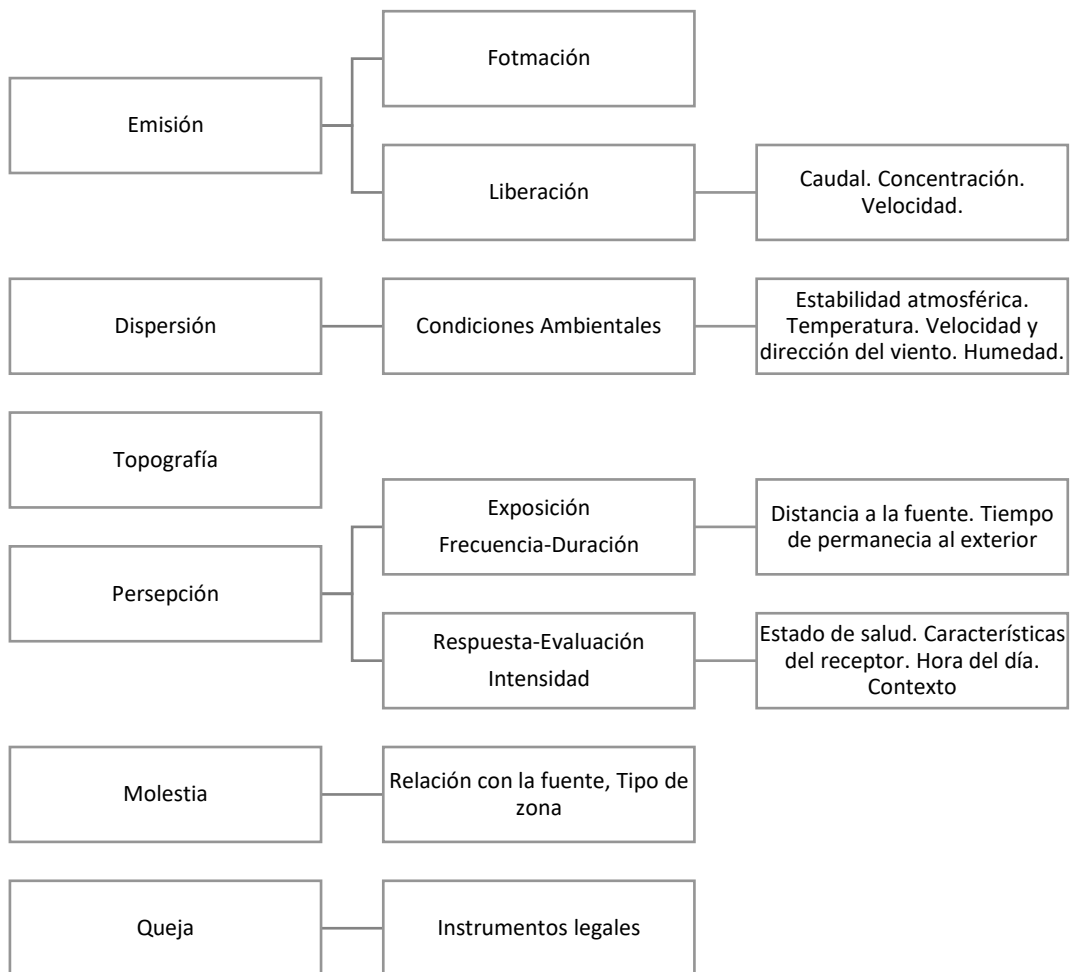 Fotmación
Emisión
Liberación
Caudal. Concentración.
Velocidad.
Dispersión
Condiciones Ambientales
Estabilidad atmosférica.
Temperatura. Velocidad y
dirección del viento. Humedad.
Topografía
Persepción
Exposición
Frecuencia-Duración
Distancia a la fuente. Tiempo
de permanecia al exterior
Respuesta-Evaluación
Intensidad
Estado de salud. Características
del receptor. Hora del día.
Contexto
Molestia
Relación con la fuente, Tipo de
zona
Queja
Instrumentos legales